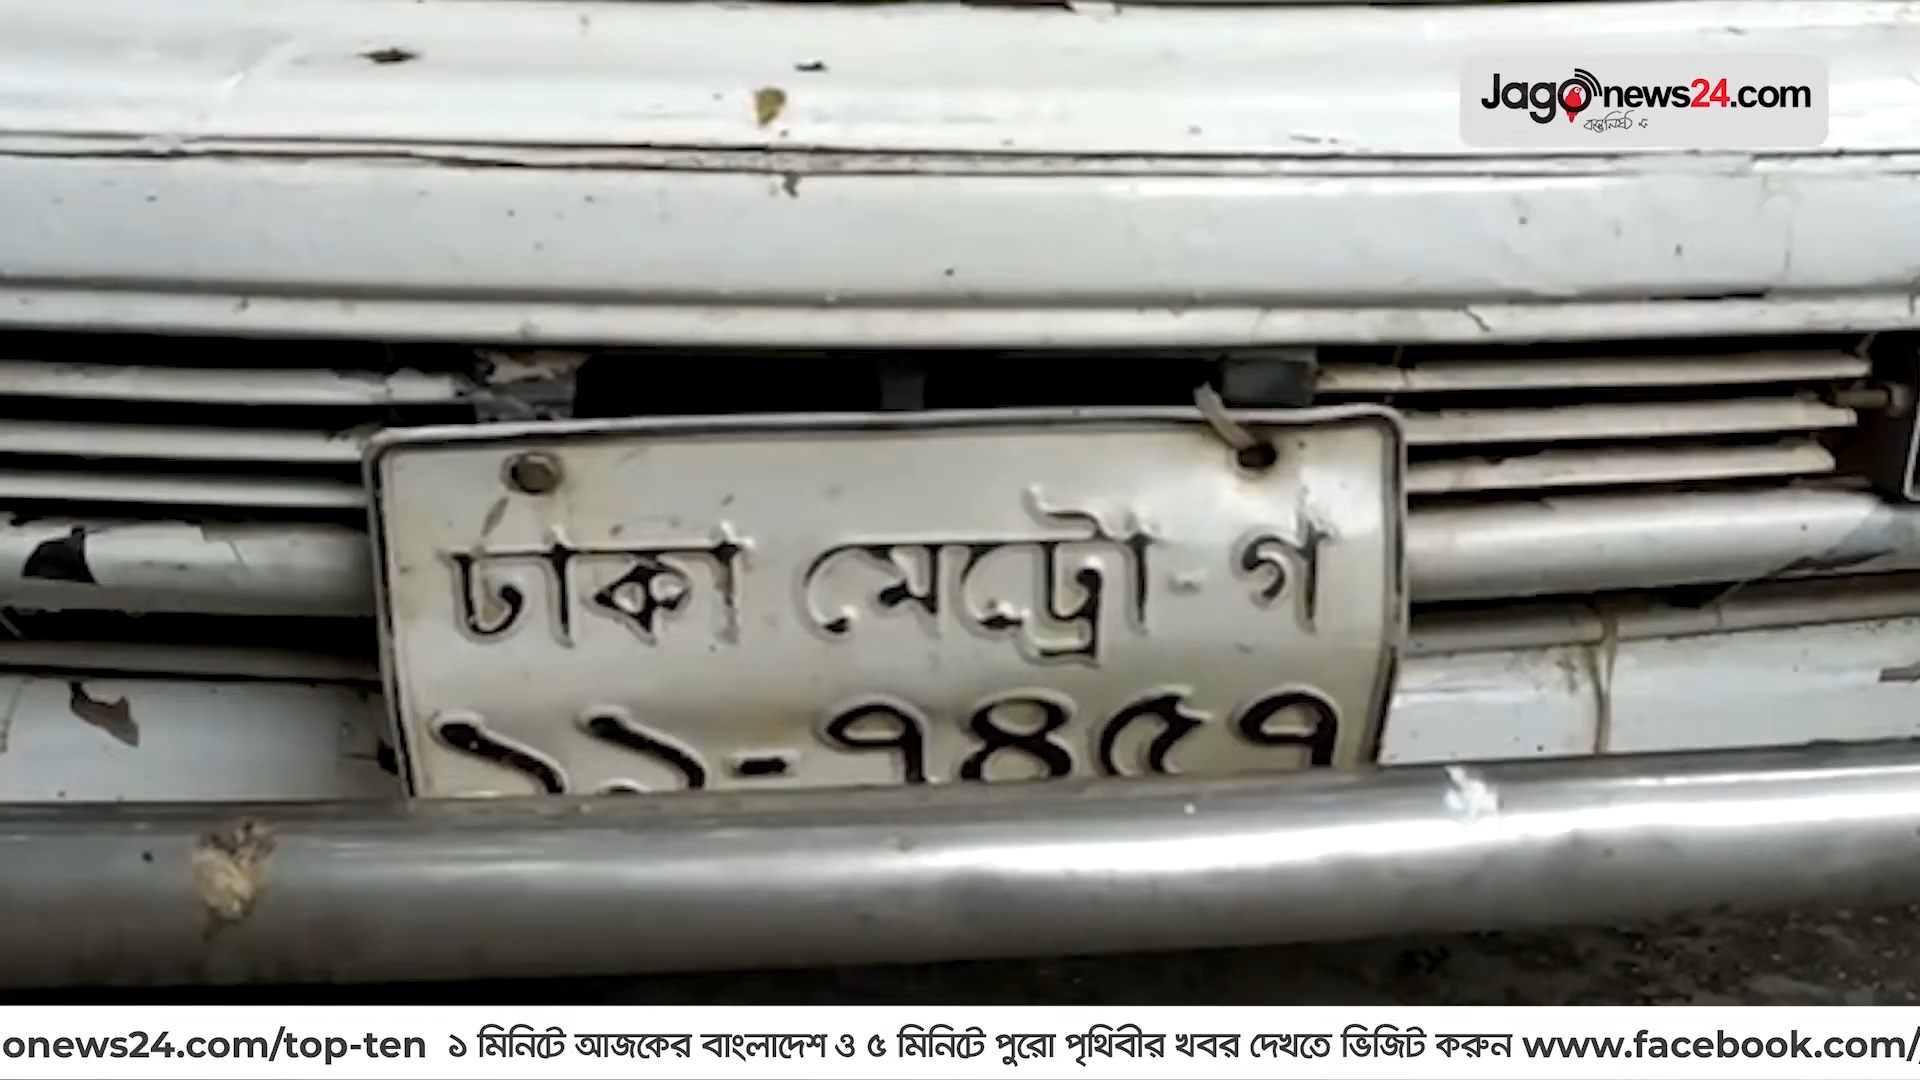 Jagonews24.com
ঢাকা মেট্রো-গ
১১-৭৪৫৭
onews24.com/top-ten ১ মিনিটে আজকের বাংলাদেশ ও ৫ মিনিটে পুরো পৃথিবীর খবর দেখতে ভিজিট করুন www.facebook.com/